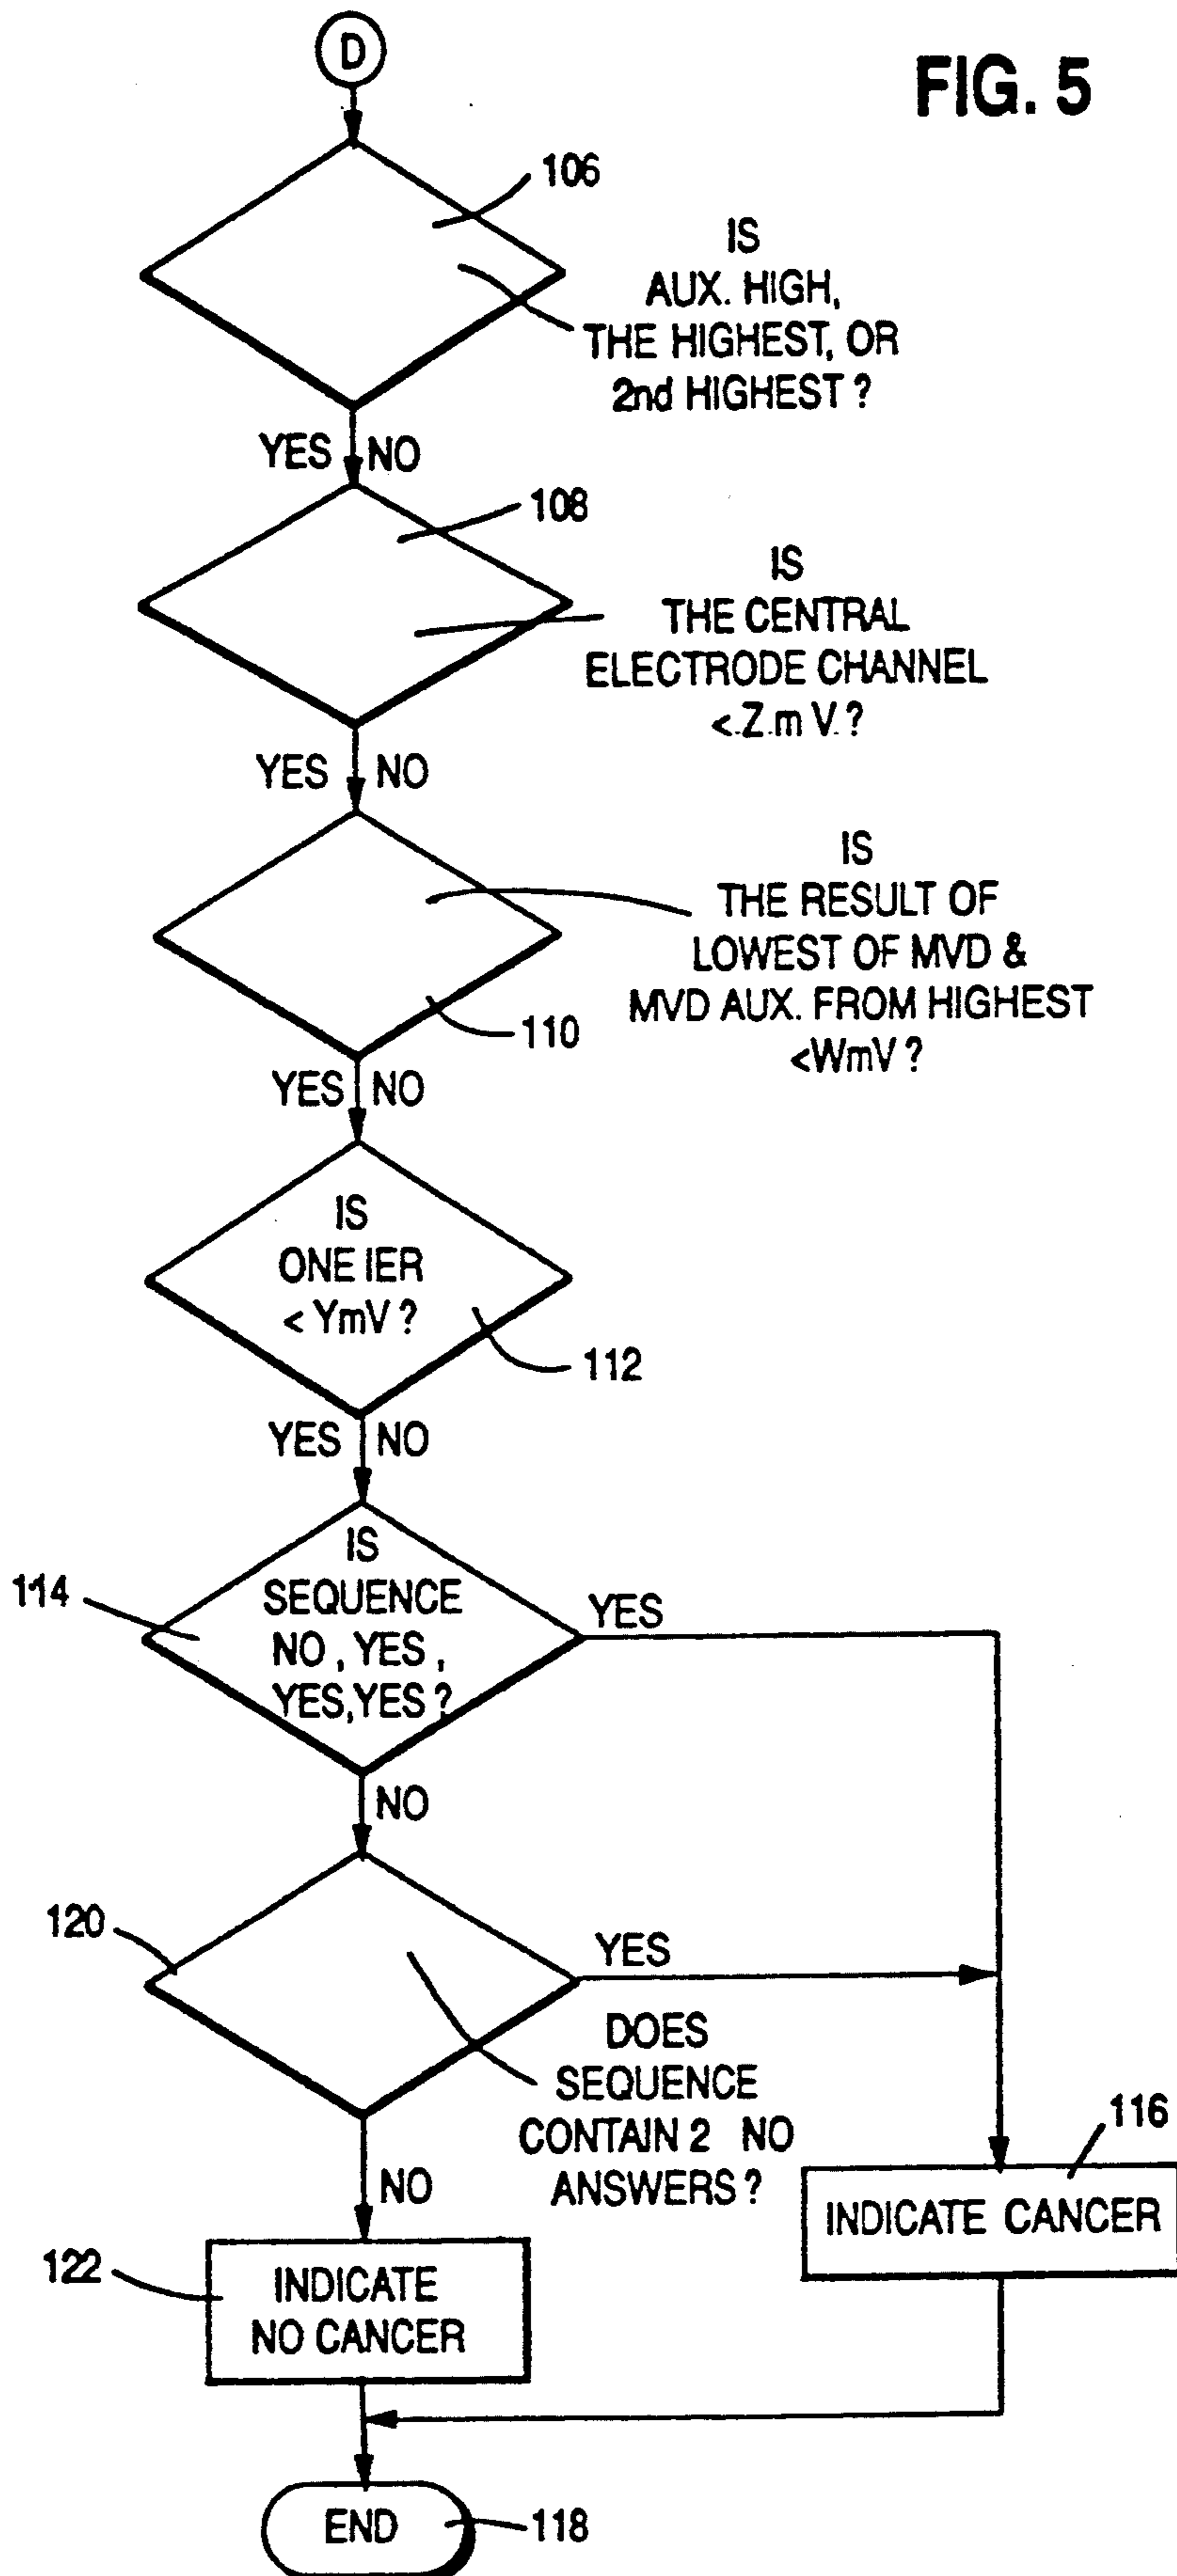 D
FIG. 5
106
IS
AUX. HIGH,
THE HIGHEST, OR
2nd HIGHEST ?
YES NO
108
IS
THE CENTRAL
ELECTRODE CHANNEL
< Z m V ?
YES NO
IS
THE RESULT OF
LOWEST OF MVD &
MVD AUX. FROM HIGHEST
<WmV ?
110
YES NO
IS
ONE IER
< YmV ?
112
YES NO
114
IS
SEQUENCE
NO , YES ,
YES,YES ?
YES
NO
120
YES
DOES
SEQUENCE
CONTAIN 2 NO
ANSWERS ?
NO
116
INDICATE CANCER
122
INDICATE
NO CANCER
END
118